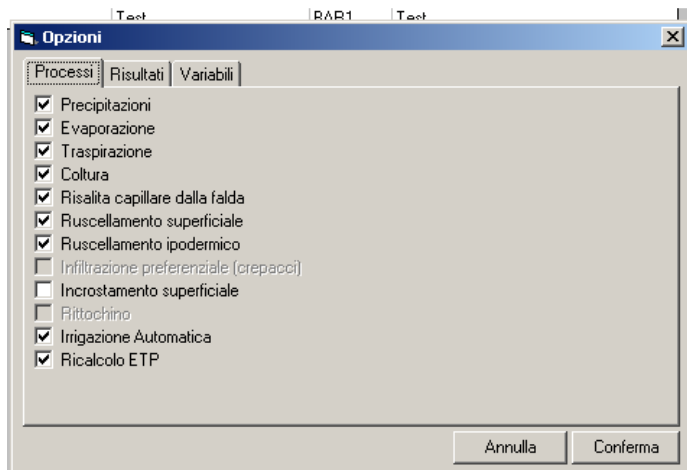 Test BAR1 Test
Opzioni
Processi Risultati Variabili
Precipitazioni
Evaporazione
Traspirazione
Coltura
Risalita capillare dalla falda
Ruscellamento superficiale
Ruscellamento ipodermico
Infiltrazione preferenziale (crepacci)
Incrostamento superficiale
Rittochino
Irrigazione Automatica
Ricalcolo ETP
Annulla Conferma